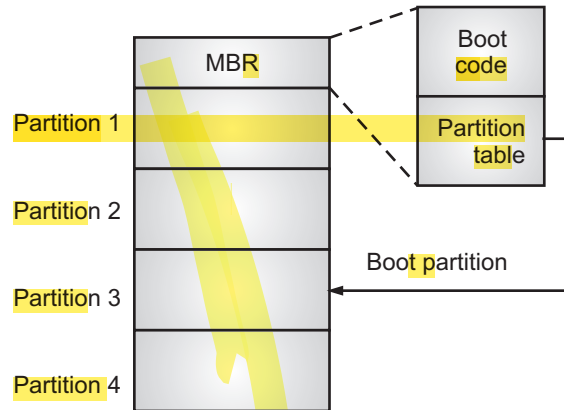 MBR
Boot
code
Partition 1
Partition
table
Partition 2
Boot partition
Partition 3
Partition 4